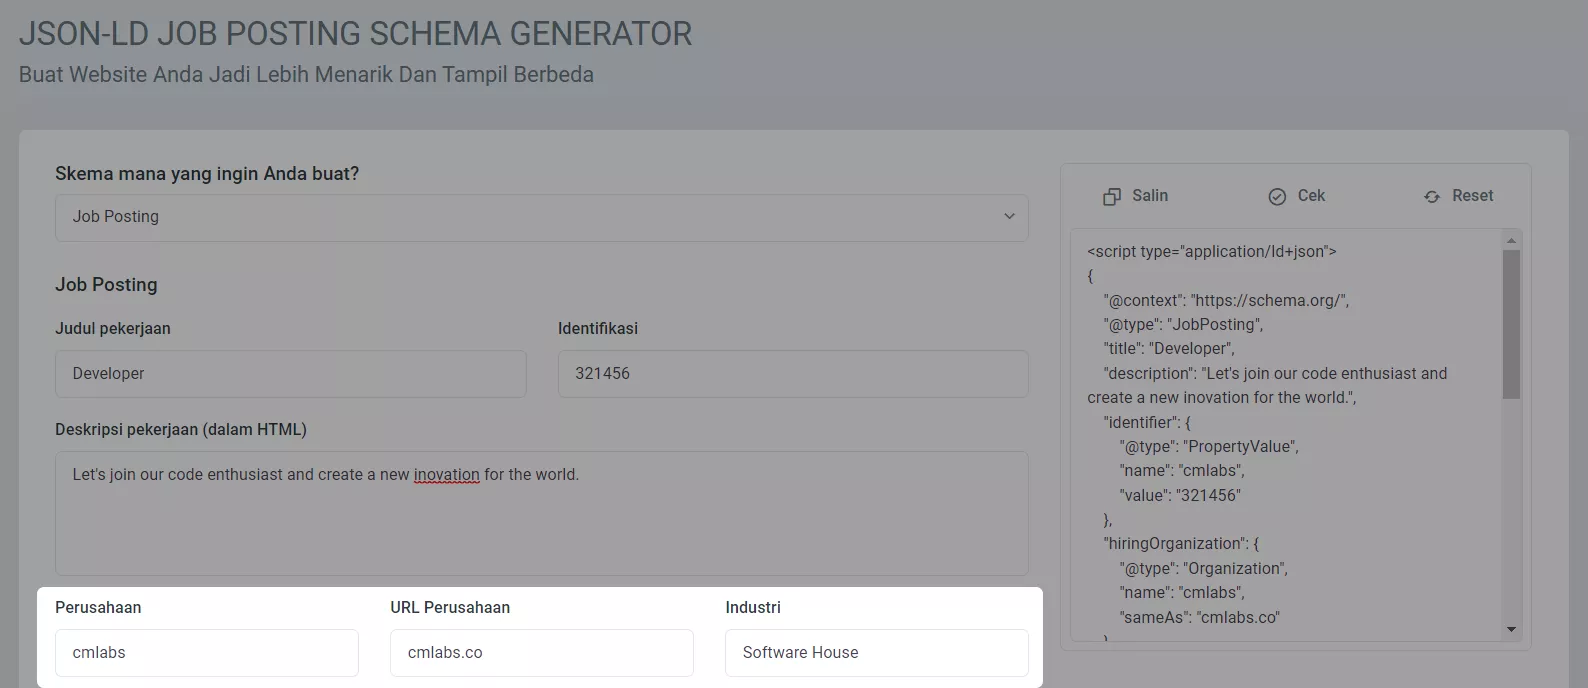 JSON-LD JOB POSTING SCHEMA GENERATOR
Buat Website Anda Jadi Lebih Menarik Dan Tampil Berbeda
Skema mana yang ingin Anda buat?
Job Posting
Job Posting
Judul pekerjaan
Identifikasi
Developer
321456
Deskripsi pekerjaan (dalam HTML)
Let's join our code enthusiast and create a new inovation for the world.
Perusahaan
URL Perusahaan
Industri
cmlabs
cmlabs.co
Software House
Salin
Cek
Reset
<script type="application/ld+json">
{
"@context": "https://schema.org/",
"@type": "JobPosting",
"title": "Developer",
"description": "Let's join our code enthusiast and
create a new inovation for the world.",
"identifier": {
"@type": "PropertyValue",
"name": "cmlabs",
"value": "321456"
},
"hiringOrganization": {
"@type": "Organization",
"name": "cmlabs",
"sameAs": "cmlabs.co"
}